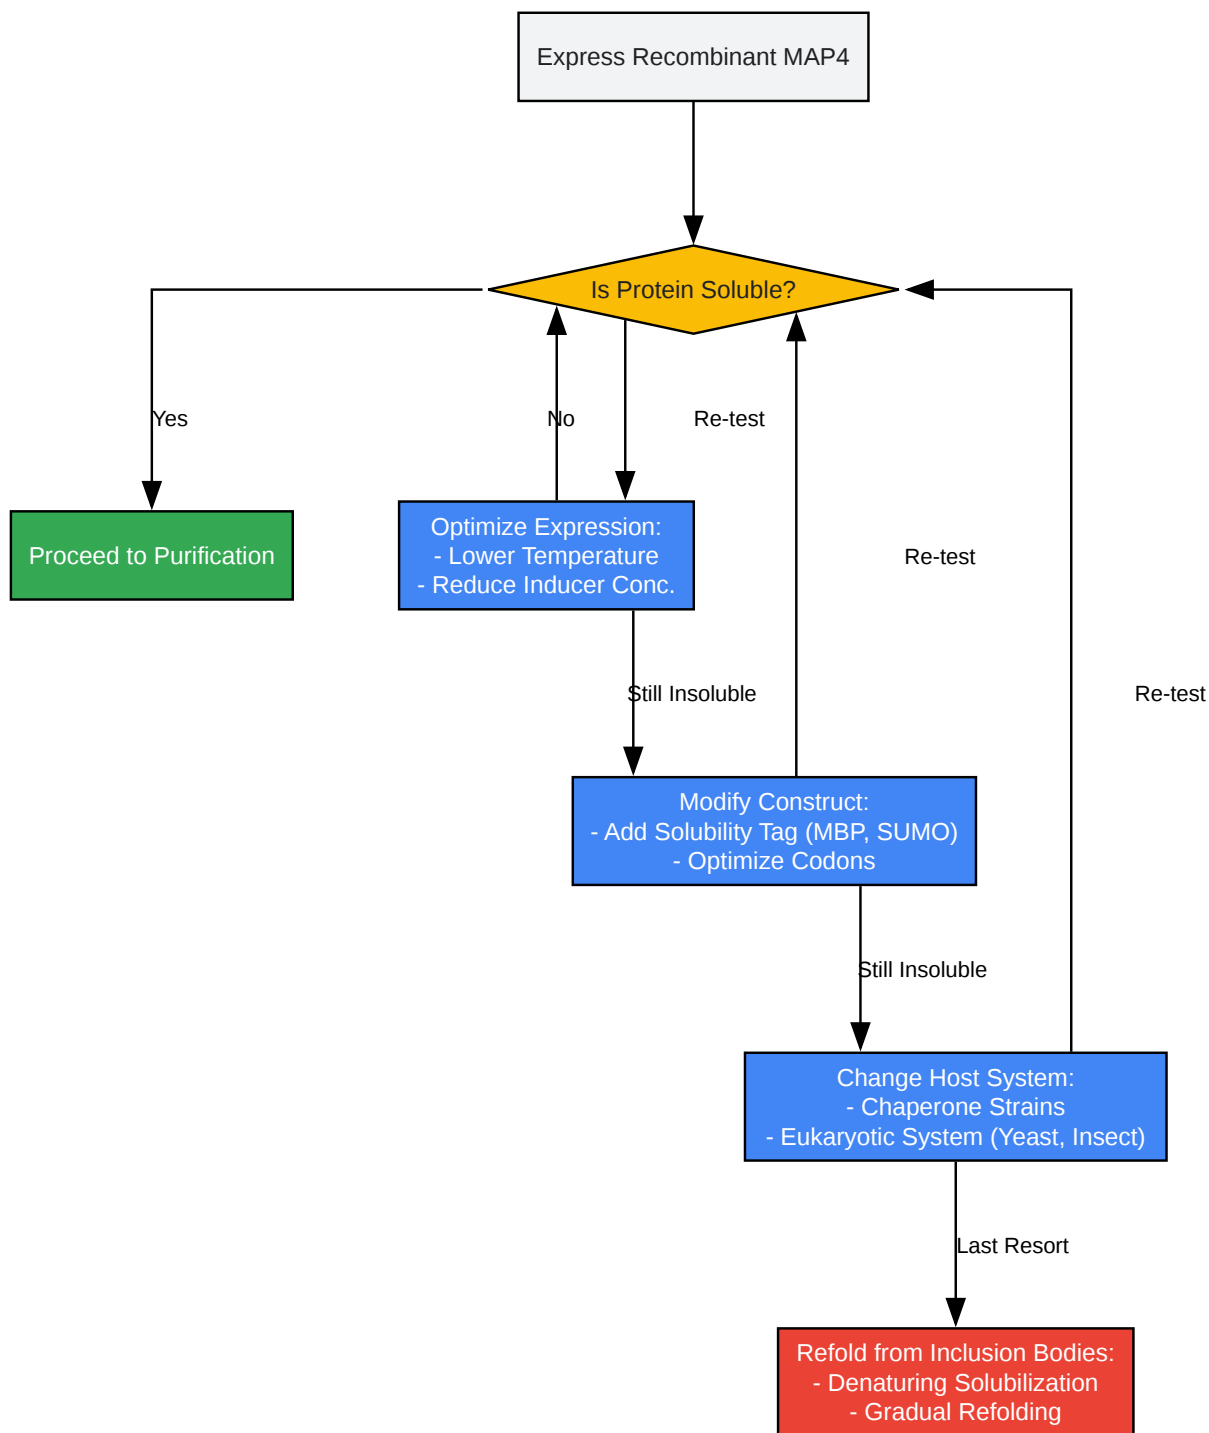 Express Recombinant MAP4
Is Protein Soluble?
Yes
No
Re-test
Proceed to Purification
Optimize Expression:
- Lower Temperature
- Reduce Inducer Conc.
Re-test
Still Insoluble
Re-test
Modify Construct:
- Add Solubility Tag (MBP, SUMO)
- Optimize Codons
Still Insoluble
Change Host System:
- Chaperone Strains
- Eukaryotic System (Yeast, Insect)
Last Resort
Refold from Inclusion Bodies:
- Denaturing Solubilization
- Gradual Refolding